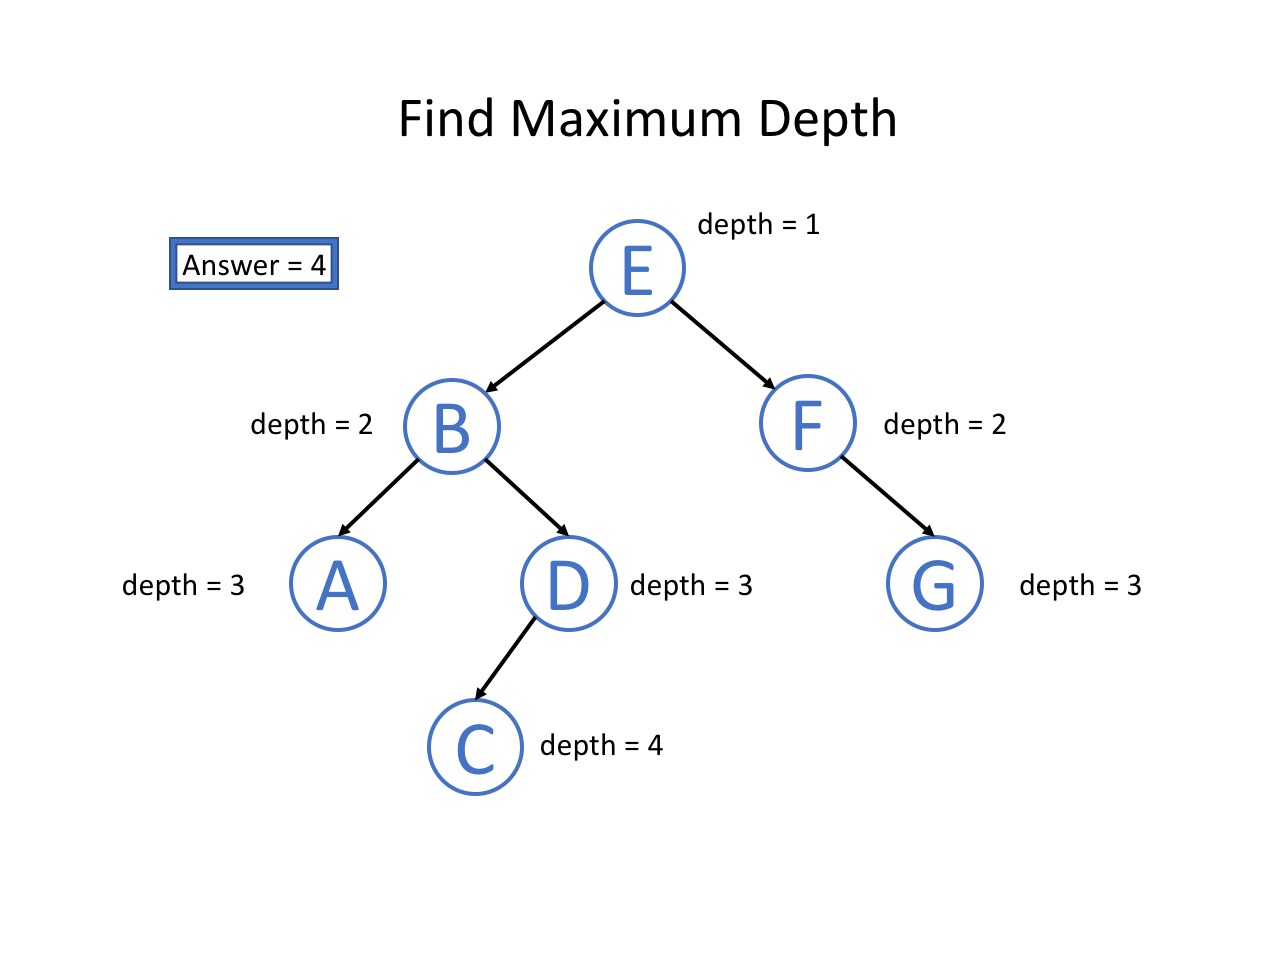 Find Maximum Depth
depth = 1
Answer = 4
E
depth = 2
B
F
depth = 2
depth = 3
A
D
depth = 3
G
depth = 3
C
depth = 4